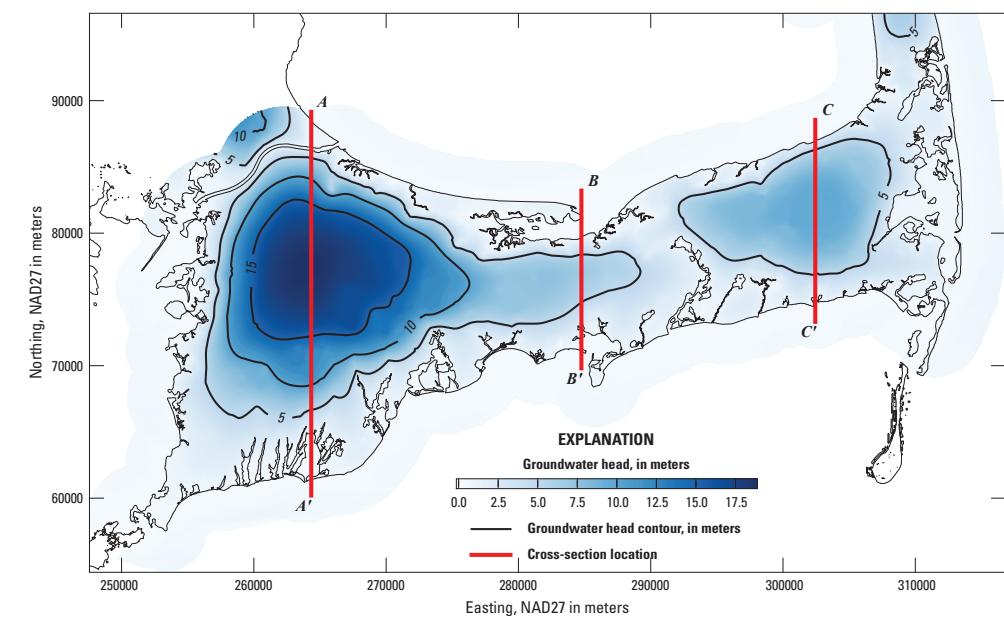 5
90000
A
C
10
5
B
5
80000
15
10
70000
C'
B'
5
EXPLANATION
Groundwater head, in meters
0.0 2.5 5.0 7.5 10.0 12.5 15.0 17.5
60000
A'
Groundwater head contour, in meters
Cross-section location
Northing, NAD27 in meters
250000 260000 270000 280000 290000 300000 310000
Easting, NAD27 in meters